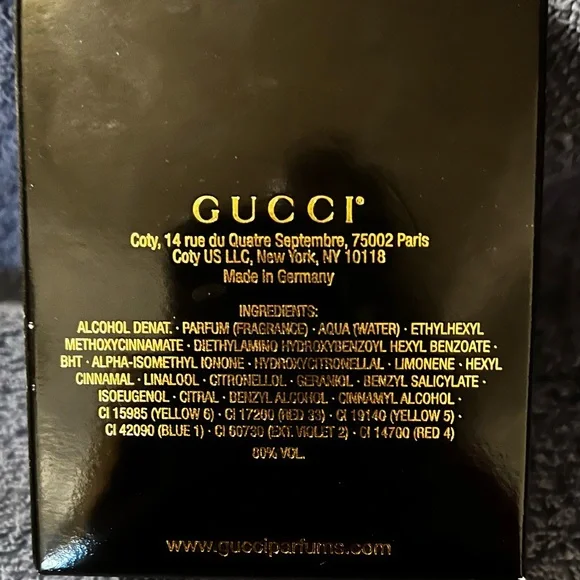 GUCCI®
Coty, 14 rue du Quatre Septembre, 75002 Paris
Coty US LLC, New York, NY 10118
Made in Germany
INGREDIENTS:
ALCOHOL DENAT. · PARFUM (FRAGRANCE) · AQUA (WATER) · ETHYLHEXYL
METHOXYCINNAMATE · DIETHYLAMINO HYDROXYBENZOYL HEXYL BENZOATE ·
BHT · ALPHA-ISOMETHYL IONONE · HYDROXYCITRONELLAL · LIMONENE · HEXYL
CINNAMAL · LINALOOL · CITRONELLOL · GERANIOL · BENZYL SALICYLATE ·
ISOEUGENOL · CITRAL · BENZYL ALCOHOL · CINNAMYL ALCOHOL ·
CI 15985 (YELLOW 6) · CI 17200 (RED 33) · CI 19140 (YELLOW 5) ·
CI 42090 (BLUE 1) · CI 60730 (EXT. VIOLET 2) · CI 14700 (RED 4)
80% VOL.
www.gucciparfums.com